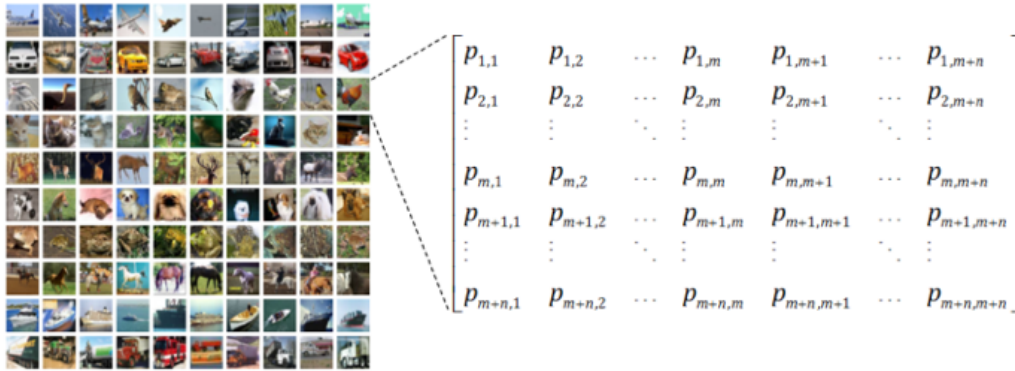 p1,1 p1,2 ⋯ p1,m p1,m+1 ⋯ p1,m+n
p2,1 p2,2 ⋯ p2,m p2,m+1 ⋯ p2,m+n
⋮ ⋮ ⋱ ⋮ ⋮ ⋱ ⋮
pm,1 pm,2 ⋯ pm,m pm,m+1 ⋯ pm,m+n
pm+1,1 pm+1,2 ⋯ pm+1,m pm+1,m+1 ⋯ pm+1,m+n
⋮ ⋮ ⋱ ⋮ ⋮ ⋱ ⋮
pm+n,1 pm+n,2 ⋯ pm+n,m pm+n,m+1 ⋯ pm+n,m+n